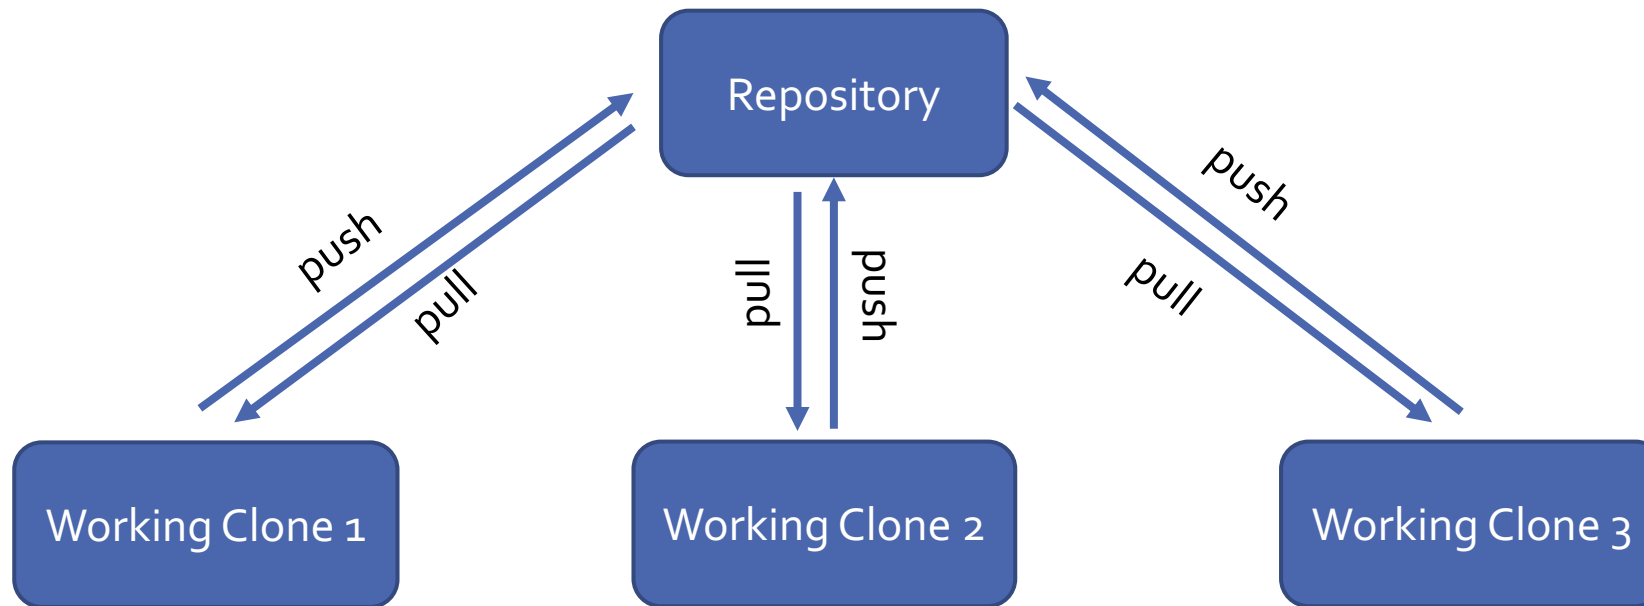 Repository
push
pull
pull
push
push
pull
Working Clone 1
Working Clone 2
Working Clone 3